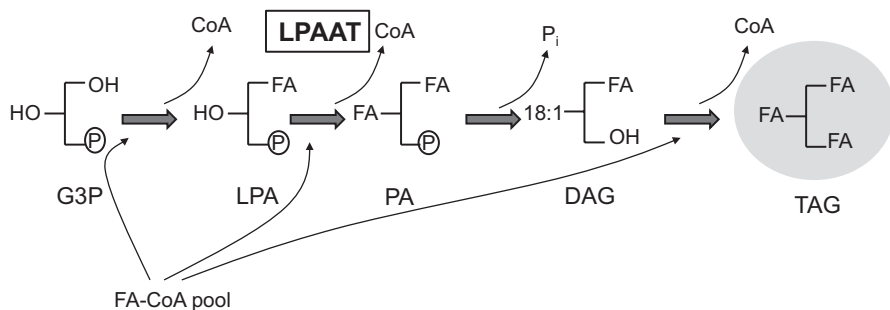 CoA
LPAAT CoA
Pi
CoA
OH
HO
P
FA
HO
P
FA
FA
P
FA
18:1
OH
FA
FA
FA
G3P
LPA
PA
DAG
TAG
FA-CoA pool